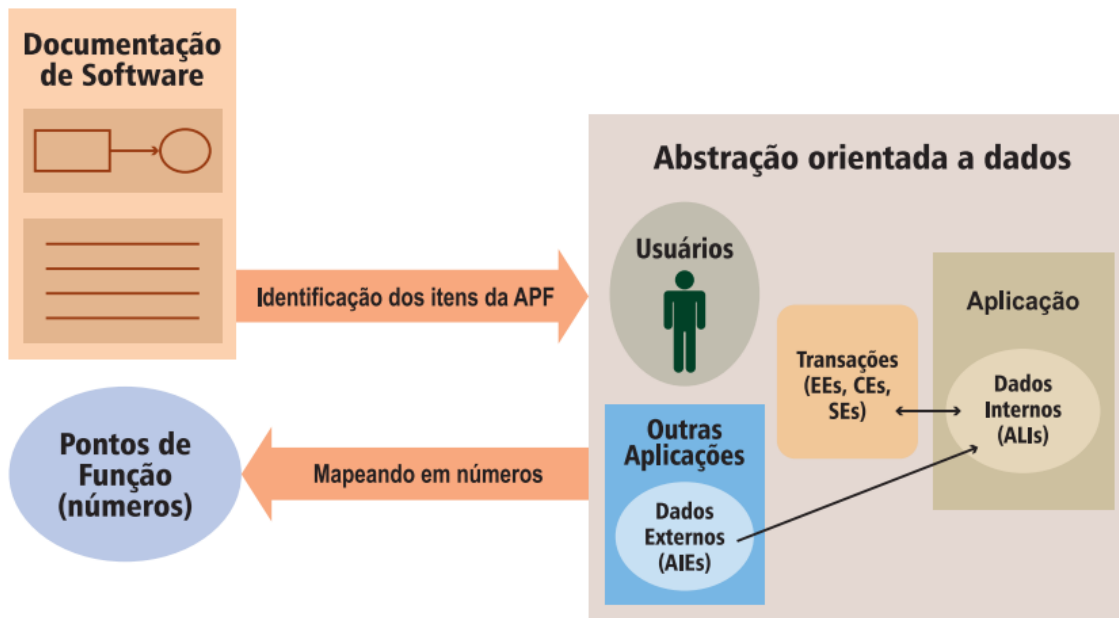 Documentação
de Software
Identificação dos itens da APF
Abstração orientada a dados
Usuários
Aplicação
Transações
(EEs, CEs,
SEs)
Dados
Internos
(ALIs)
Outras
Aplicações
Dados
Externos
(AIEs)
Mapeando em números
Pontos de
Função
(números)